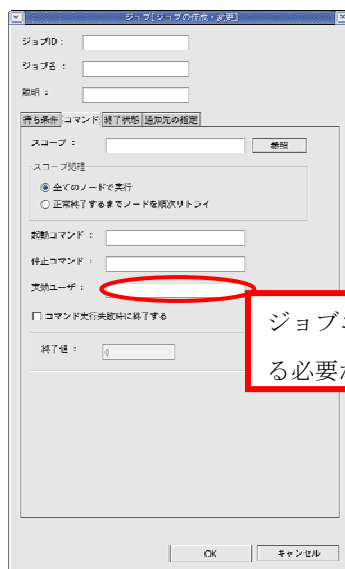 ジョブ[ジョブの作成・変更]
ジョブID：
ジョブ名：
説明：
待ち条件 コマンド 終了状態 遅延先の指定
スコープ： 参照
スコープ処理
全てのノードで実行
正常終了するまでノードを順次リトライ
起動コマンド：
停止コマンド：
実効ユーザ：
コマンド実行失敗時に終了する
終了値： 0
ジョブ
る必要
OK キャンセル